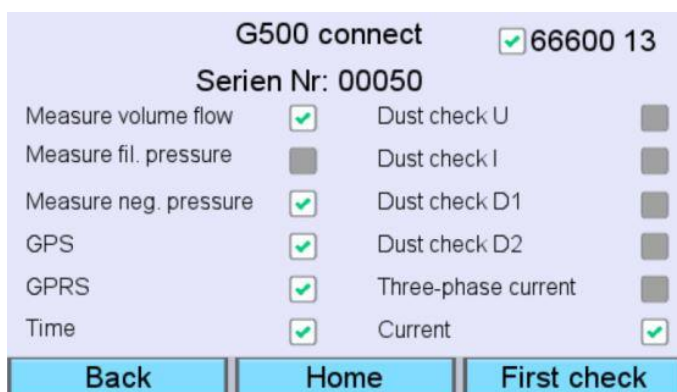 G500 connect
66600 13
Serien Nr: 00050
Measure volume flow
Dust check U
Measure fil. pressure
Dust check I
Measure neg. pressure
Dust check D1
GPS
Dust check D2
GPRS
Three-phase current
Time
Current
Back
Home
First check